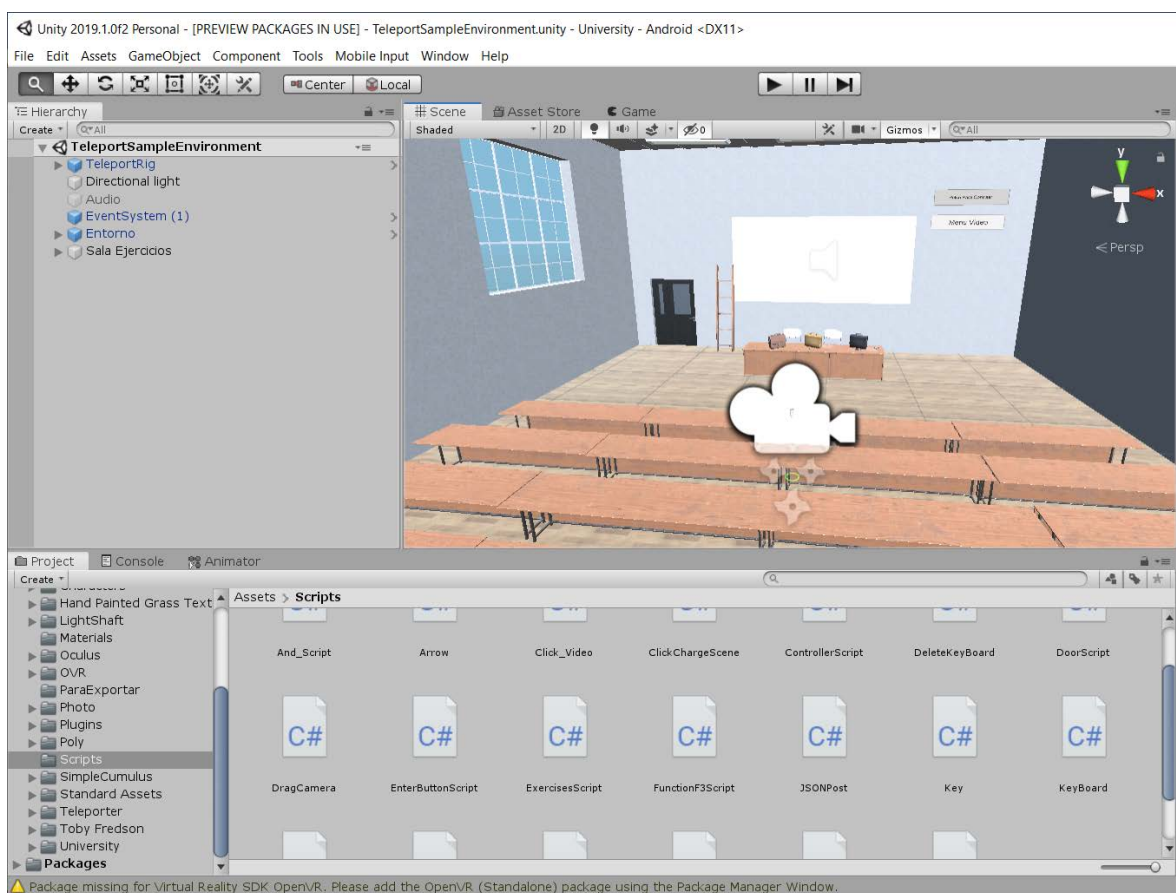 Unity 2019.1.0f2 Personal - [PREVIEW PACKAGES IN USE] - TeleportSampleEnvironment.unity - University - Android <DX11>
File Edit Assets GameObject Component Tools Mobile Input Window Help
Center Local
Hierarchy
Create All
TeleportSampleEnvironment
TeleportRig
Directional light
Audio
EventSystem (1)
Entorno
Sala Ejercicios
Scene Asset Store Game
Shaded 2D 0 Gizmos All
Menu Video
y
x
Persp
Project Console Animator
Create
Characters
Hand Painted Grass Text
LightShaft
Materials
Oculus
OVR
ParaExportar
Photo
Plugins
Poly
Scripts
SimpleCumulus
Standard Assets
Teleporter
Toby Fredson
University
Packages
Assets > Scripts
And_Script Arrow Click_Video ClickChargeScene ControllerScript DeleteKeyBoard DoorScript
C# C# C# C# C# C# C#
DragCamera EnterButtonScript ExercisesScript FunctionF3Script JSONPost Key KeyBoard
Package missing for Virtual Reality SDK OpenVR. Please add the OpenVR (Standalone) package using the Package Manager Window.